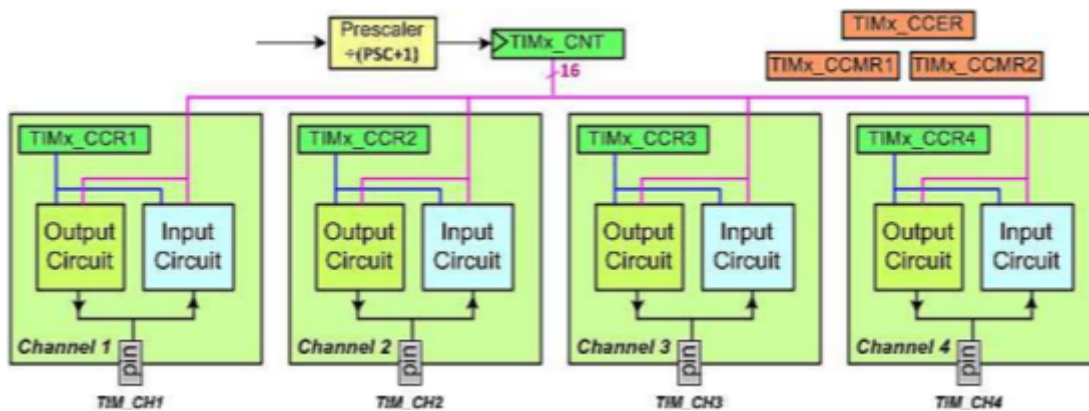 Prescaler
÷(PSC+1)
TIMx_CNT
TIMx_CCER
TIMx_CCMR1
TIMx_CCMR2
16
TIMx_CCR1
TIMx_CCR2
TIMx_CCR3
TIMx_CCR4
Output
Circuit
Input
Circuit
Output
Circuit
Input
Circuit
Output
Circuit
Input
Circuit
Output
Circuit
Input
Circuit
Channel 1
Channel 2
Channel 3
Channel 4
pin
pin
pin
pin
TIM_CH1
TIM_CH2
TIM_CH3
TIM_CH4